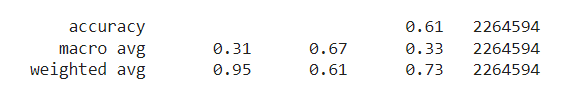 accuracy 0.61 2264594
macro avg 0.31 0.67 0.33 2264594
weighted avg 0.95 0.61 0.73 2264594